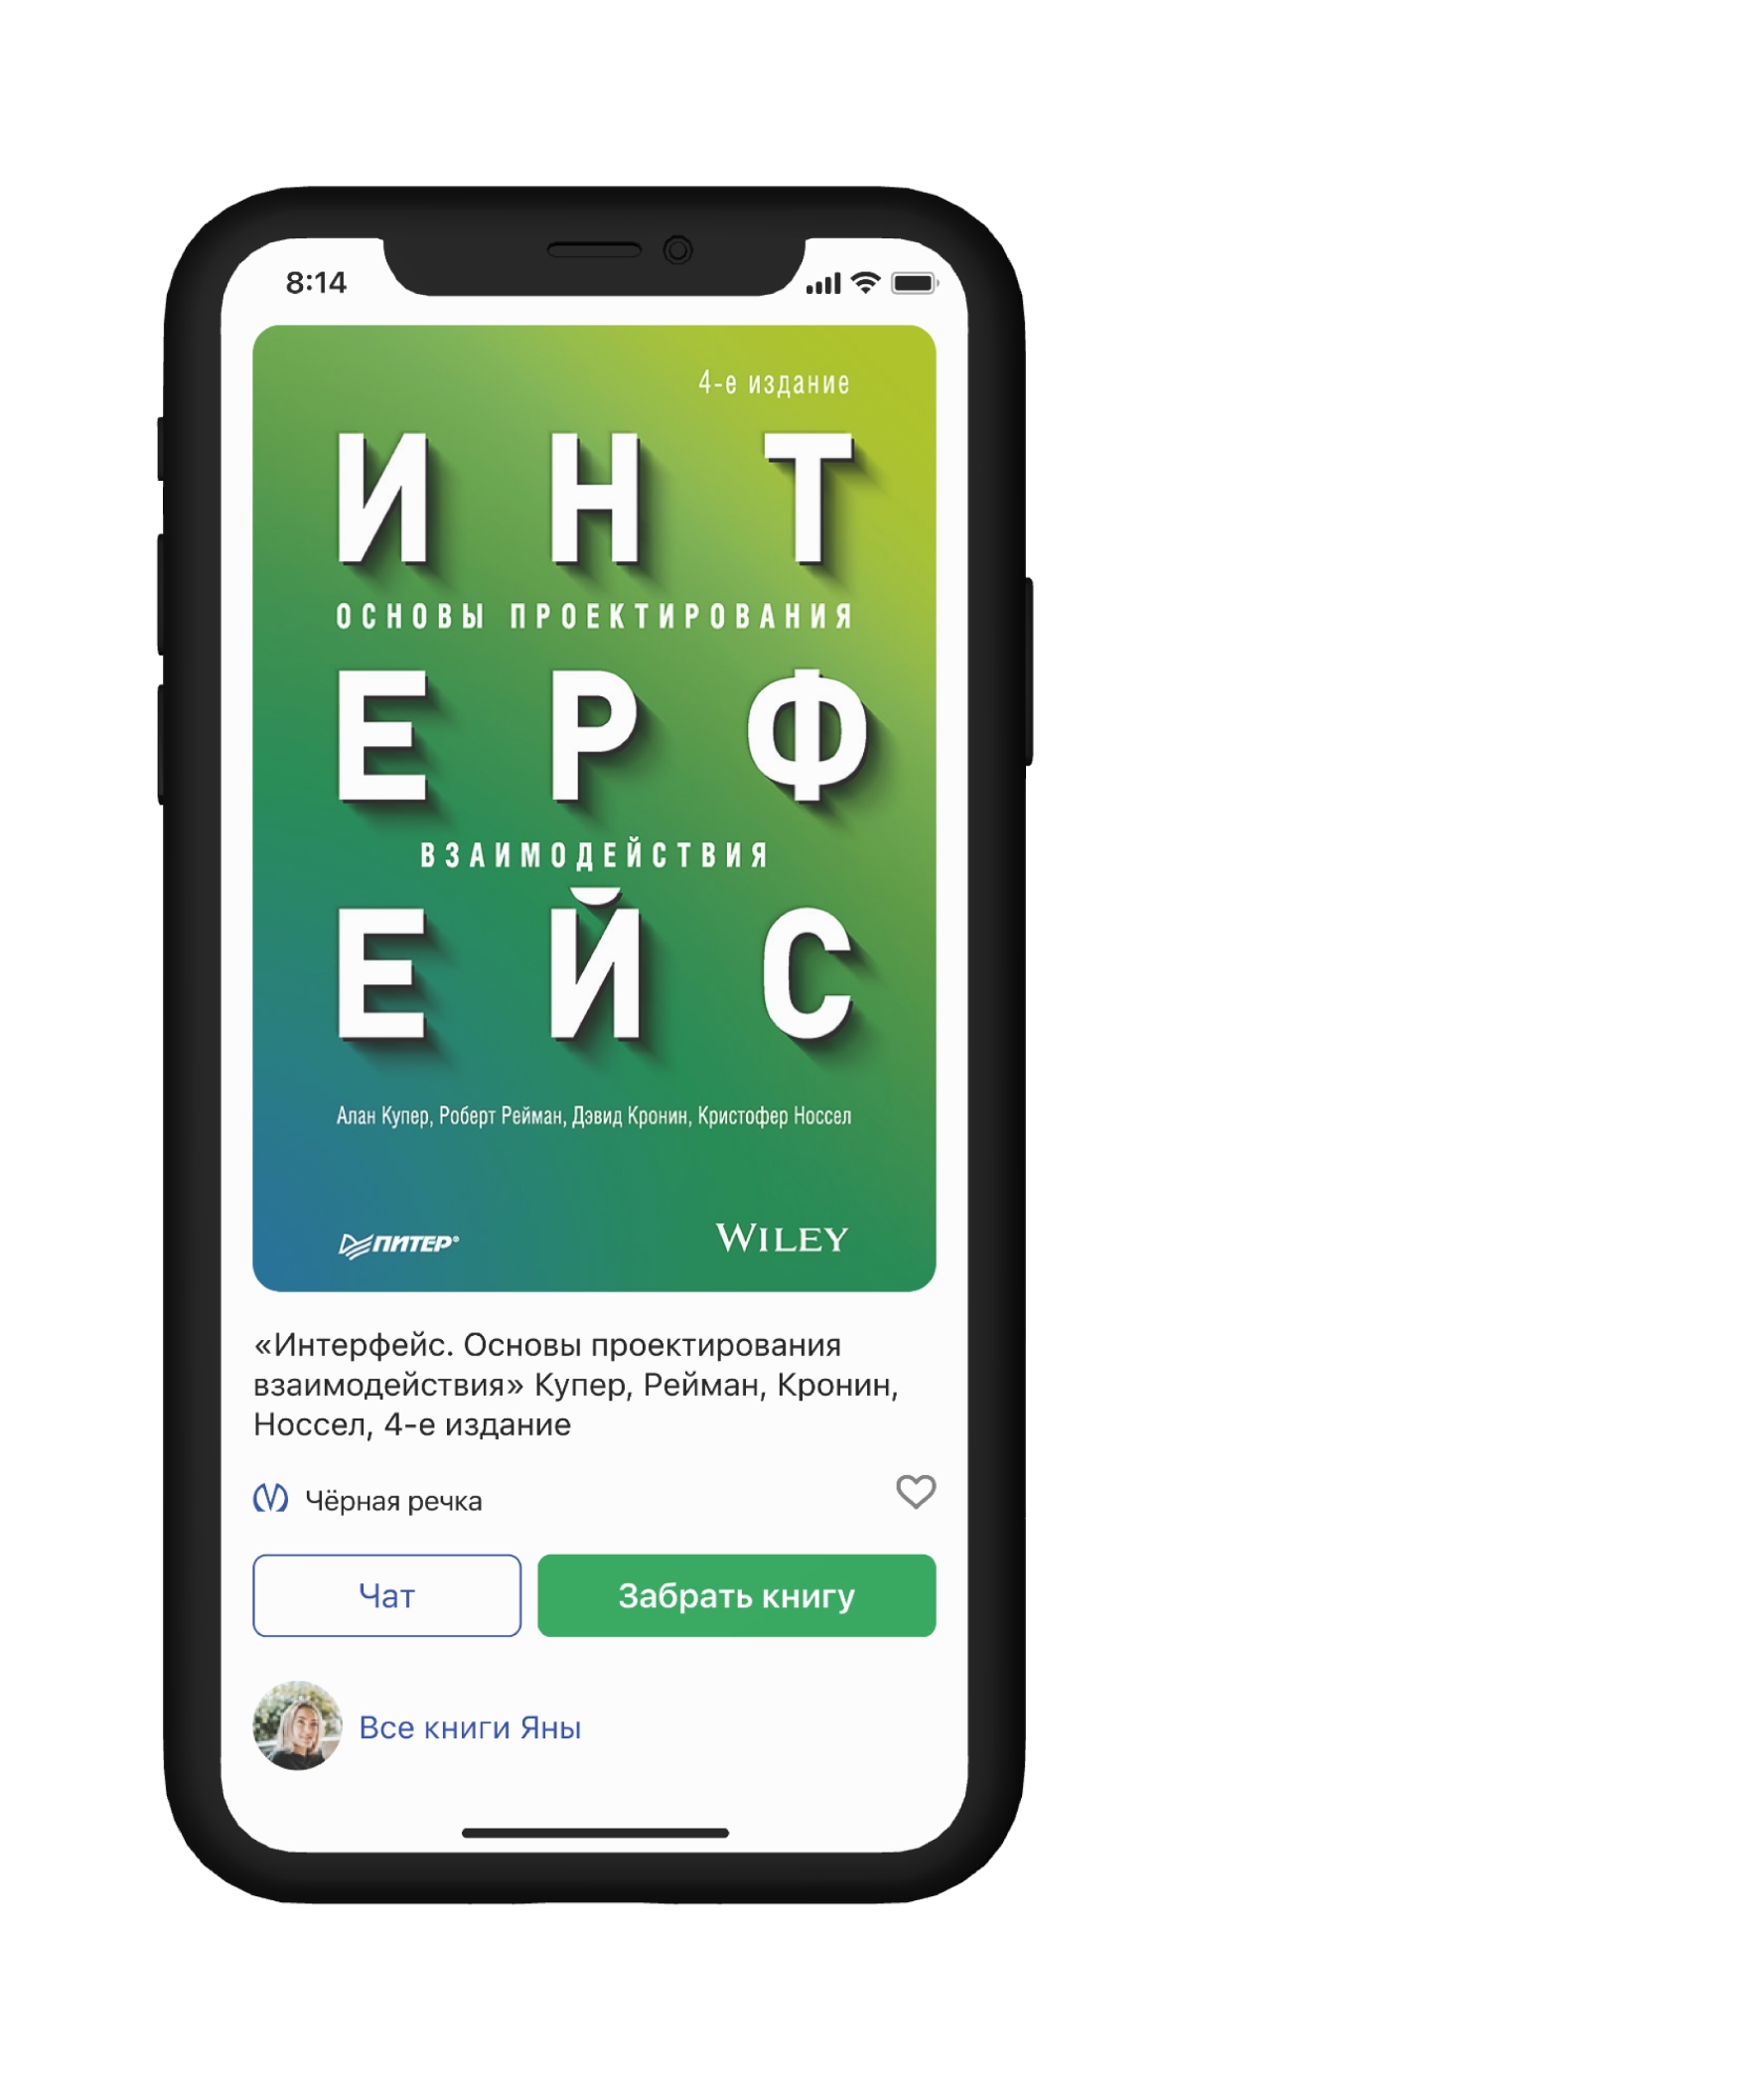 8:14
4-е издание
И Н Т
ОСНОВЫ ПРОЕКТИРОВАНИЯ
Е Р Ф
ВЗАИМОДЕЙСТВИЯ
Е Й С
Алан Купер, Роберт Рейман, Дэвид Кронин, Кристофер Носсел
ПИТЕР® WILEY
«Интерфейс. Основы проектирования
взаимодействия» Купер, Рейман, Кронин,
Носсел, 4-е издание
Чёрная речка
Чат Забрать книгу
Все книги Яны